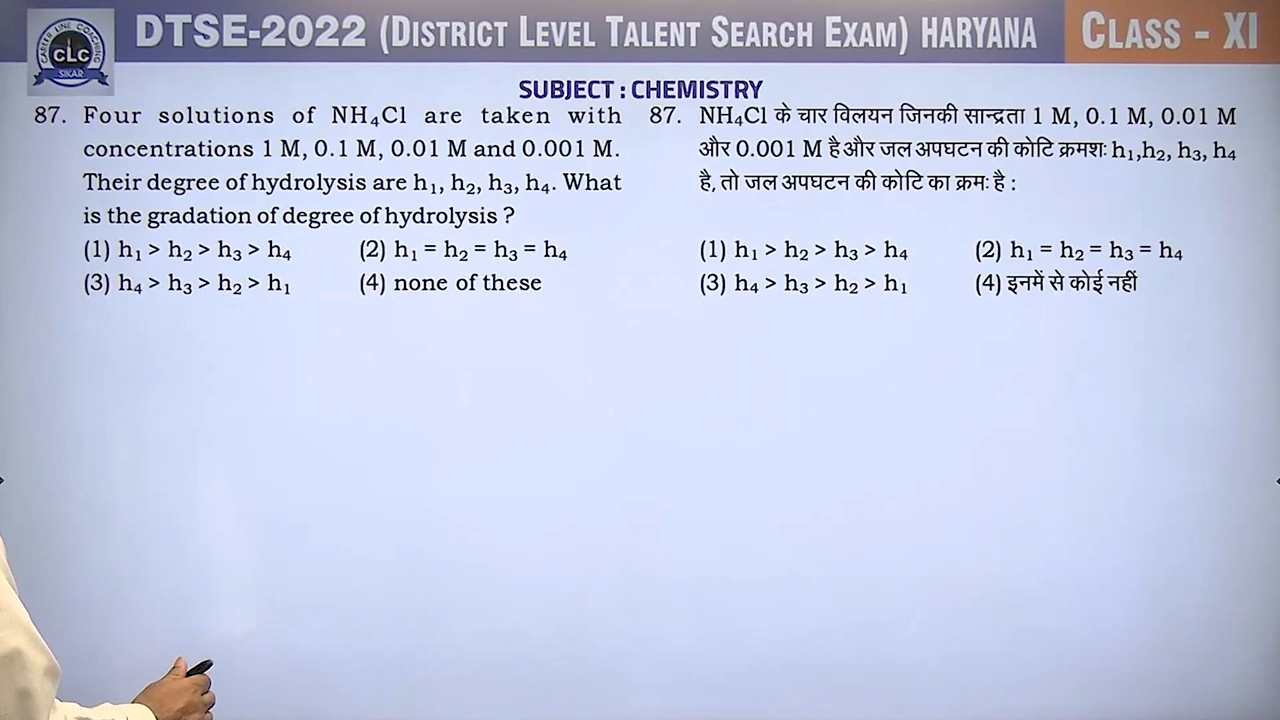 CAREER LINE COACHING
CLC
SIKAR
DTSE-2022 (DISTRICT LEVEL TALENT SEARCH EXAM) HARYANA
CLASS - XI
SUBJECT : CHEMISTRY
87. Four solutions of NH₄Cl are taken with
concentrations 1 M, 0.1 M, 0.01 M and 0.001 M.
Their degree of hydrolysis are h₁, h₂, h₃, h₄. What
is the gradation of degree of hydrolysis ?
(1) h₁ > h₂ > h₃ > h₄ (2) h₁ = h₂ = h₃ = h₄
(3) h₄ > h₃ > h₂ > h₁ (4) none of these
87. NH₄Cl के चार विलयन जिनकी सान्द्रता 1 M, 0.1 M, 0.01 M
और 0.001 M है और जल अपघटन की कोटि क्रमशः h₁,h₂, h₃, h₄
है, तो जल अपघटन की कोटि का क्रमः है :
(1) h₁ > h₂ > h₃ > h₄ (2) h₁ = h₂ = h₃ = h₄
(3) h₄ > h₃ > h₂ > h₁ (4) इनमें से कोई नहीं